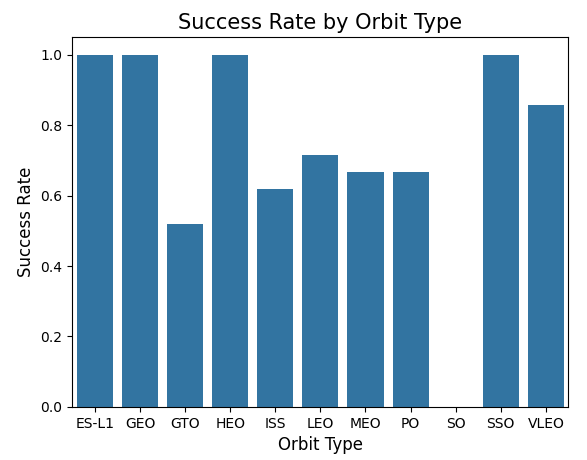 Success Rate by Orbit Type
Success Rate
1.0
0.8
0.6
0.4
0.2
0.0
ES-L1 GEO GTO HEO ISS LEO MEO PO SO SSO VLEO
Orbit Type